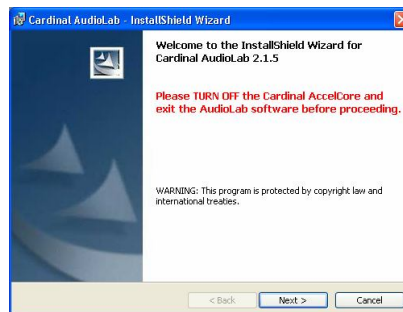 Cardinal AudioLab - InstallShield Wizard
Welcome to the InstallShield Wizard for
Cardinal AudioLab 2.1.5
Please TURN OFF the Cardinal AccelCore and
exit the AudioLab software before proceeding.
WARNING: This program is protected by copyright law and
international treaties.
< Back Next > Cancel